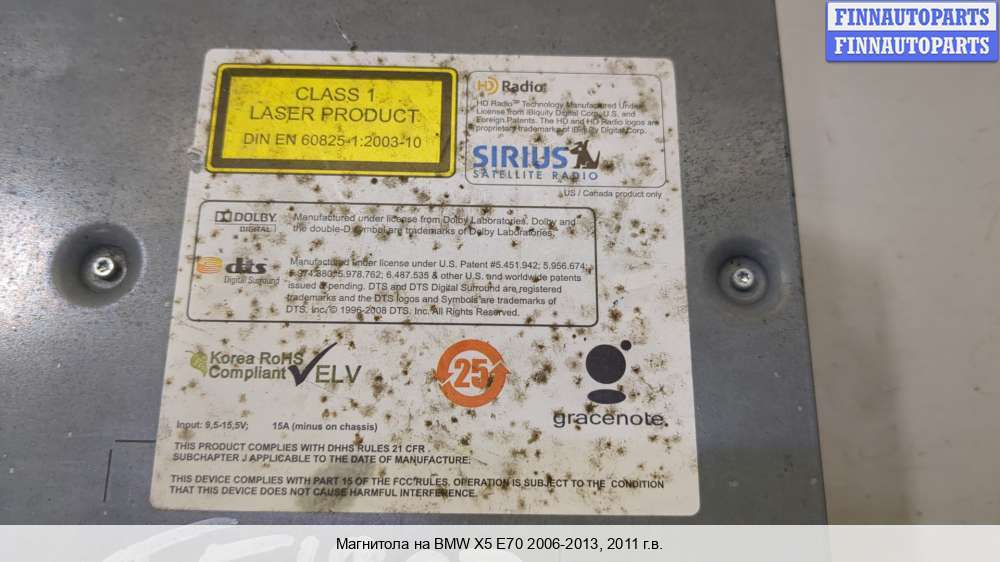 FINNAUTOPARTS
FINNAUTOPARTS
CLASS 1
LASER PRODUCT
DIN EN 60825-1:2003-10
HD Radio
HD Radio™ Technology Manufactured Under
License from iBiquity Digital Corp. U.S. and
Foreign Patents. The HD and HD Radio logos are
proprietary trademarks of iBiquity Digital Corp.
SIRIUS
SATELLITE RADIO
US / Canada product only
DOLBY
DIGITAL
Manufactured under license from Dolby Laboratories. Dolby and
the double-D symbol are trademarks of Dolby Laboratories.
dts
Digital Surround
Manufactured under license under U.S. Patent #5.451.942; 5.956.674;
5.974.380; 5.978.762; 6.487.535 & other U.S. and worldwide patents
issued & pending. DTS and DTS Digital Surround are registered
trademarks and the DTS logos and Symbols are trademarks of
DTS, Inc. © 1996-2008 DTS, Inc. All Rights Reserved.
Korea RoHS
Compliant
ELV
25
gracenote.
Input: 9,5-15,5V; 15A (minus on chassis)
THIS PRODUCT COMPLIES WITH DHHS RULES 21 CFR.
SUBCHAPTER J APPLICABLE TO THE DATE OF MANUFACTURE:
THIS DEVICE COMPLIES WITH PART 15 OF THE FCC RULES. OPERATION IS SUBJECT TO THE CONDITION
THAT THIS DEVICE DOES NOT CAUSE HARMFUL INTERFERENCE.
Магнитола на BMW X5 E70 2006-2013, 2011 г.в.